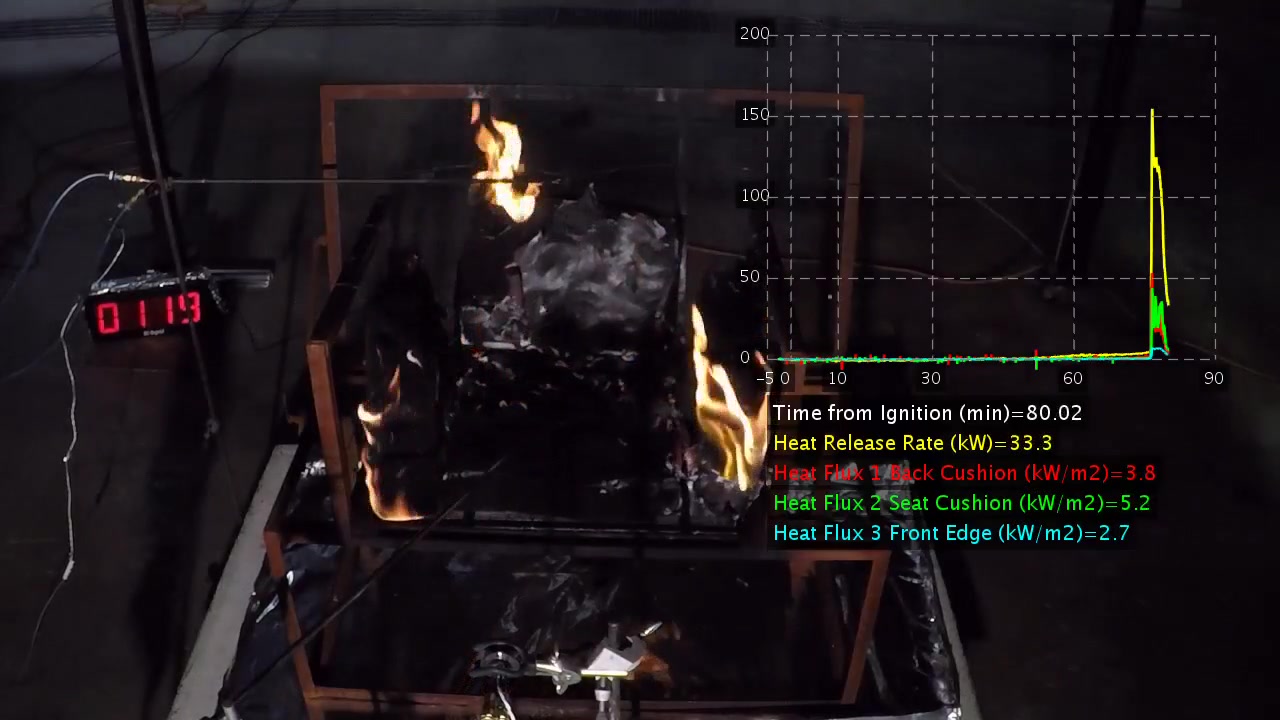 200
150
100
50
0
-5 0 10 30 60 90
Time from Ignition (min)=80.02
Heat Release Rate (kW)=33.3
Heat Flux 1 Back Cushion (kW/m2)=3.8
Heat Flux 2 Seat Cushion (kW/m2)=5.2
Heat Flux 3 Front Edge (kW/m2)=2.7